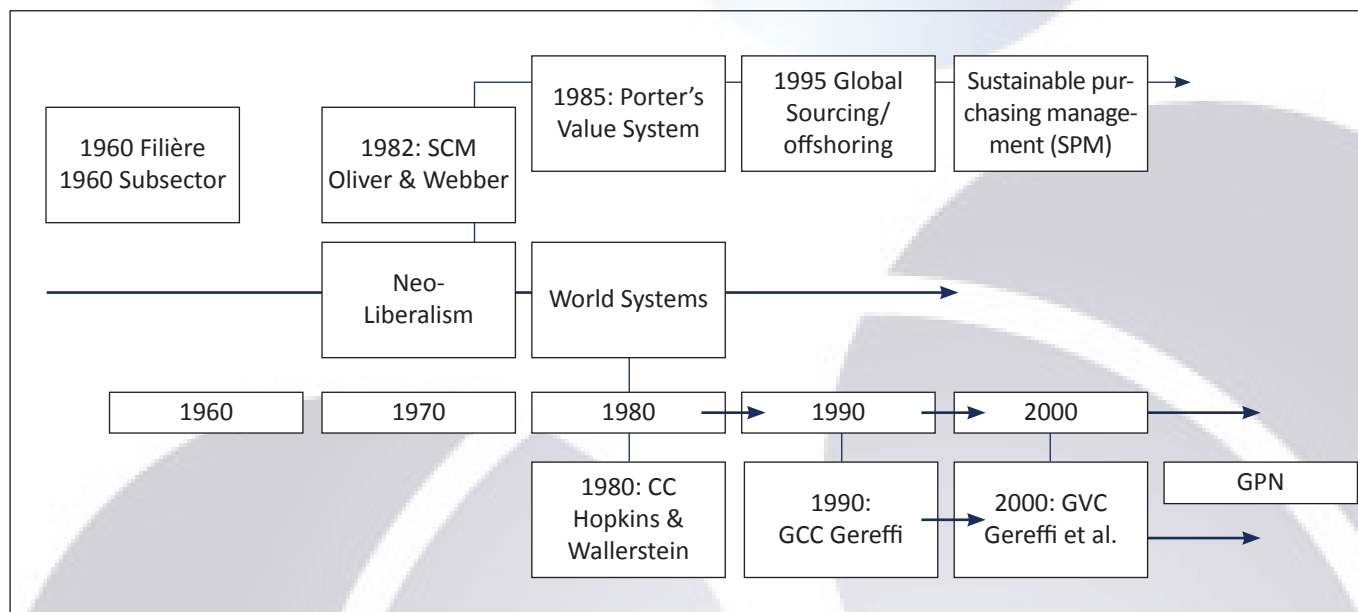 1960 Filière
1960 Subsector
1982: SCM
Oliver & Webber
1985: Porter's
Value System
1995 Global
Sourcing/
offshoring
Sustainable pur-
chasing manage-
ment (SPM)
Neo-
Liberalism
World Systems
1960
1970
1980
1990
2000
1980: CC
Hopkins &
Wallerstein
1990:
GCC Gereffi
2000: GVC
Gereffi et al.
GPN